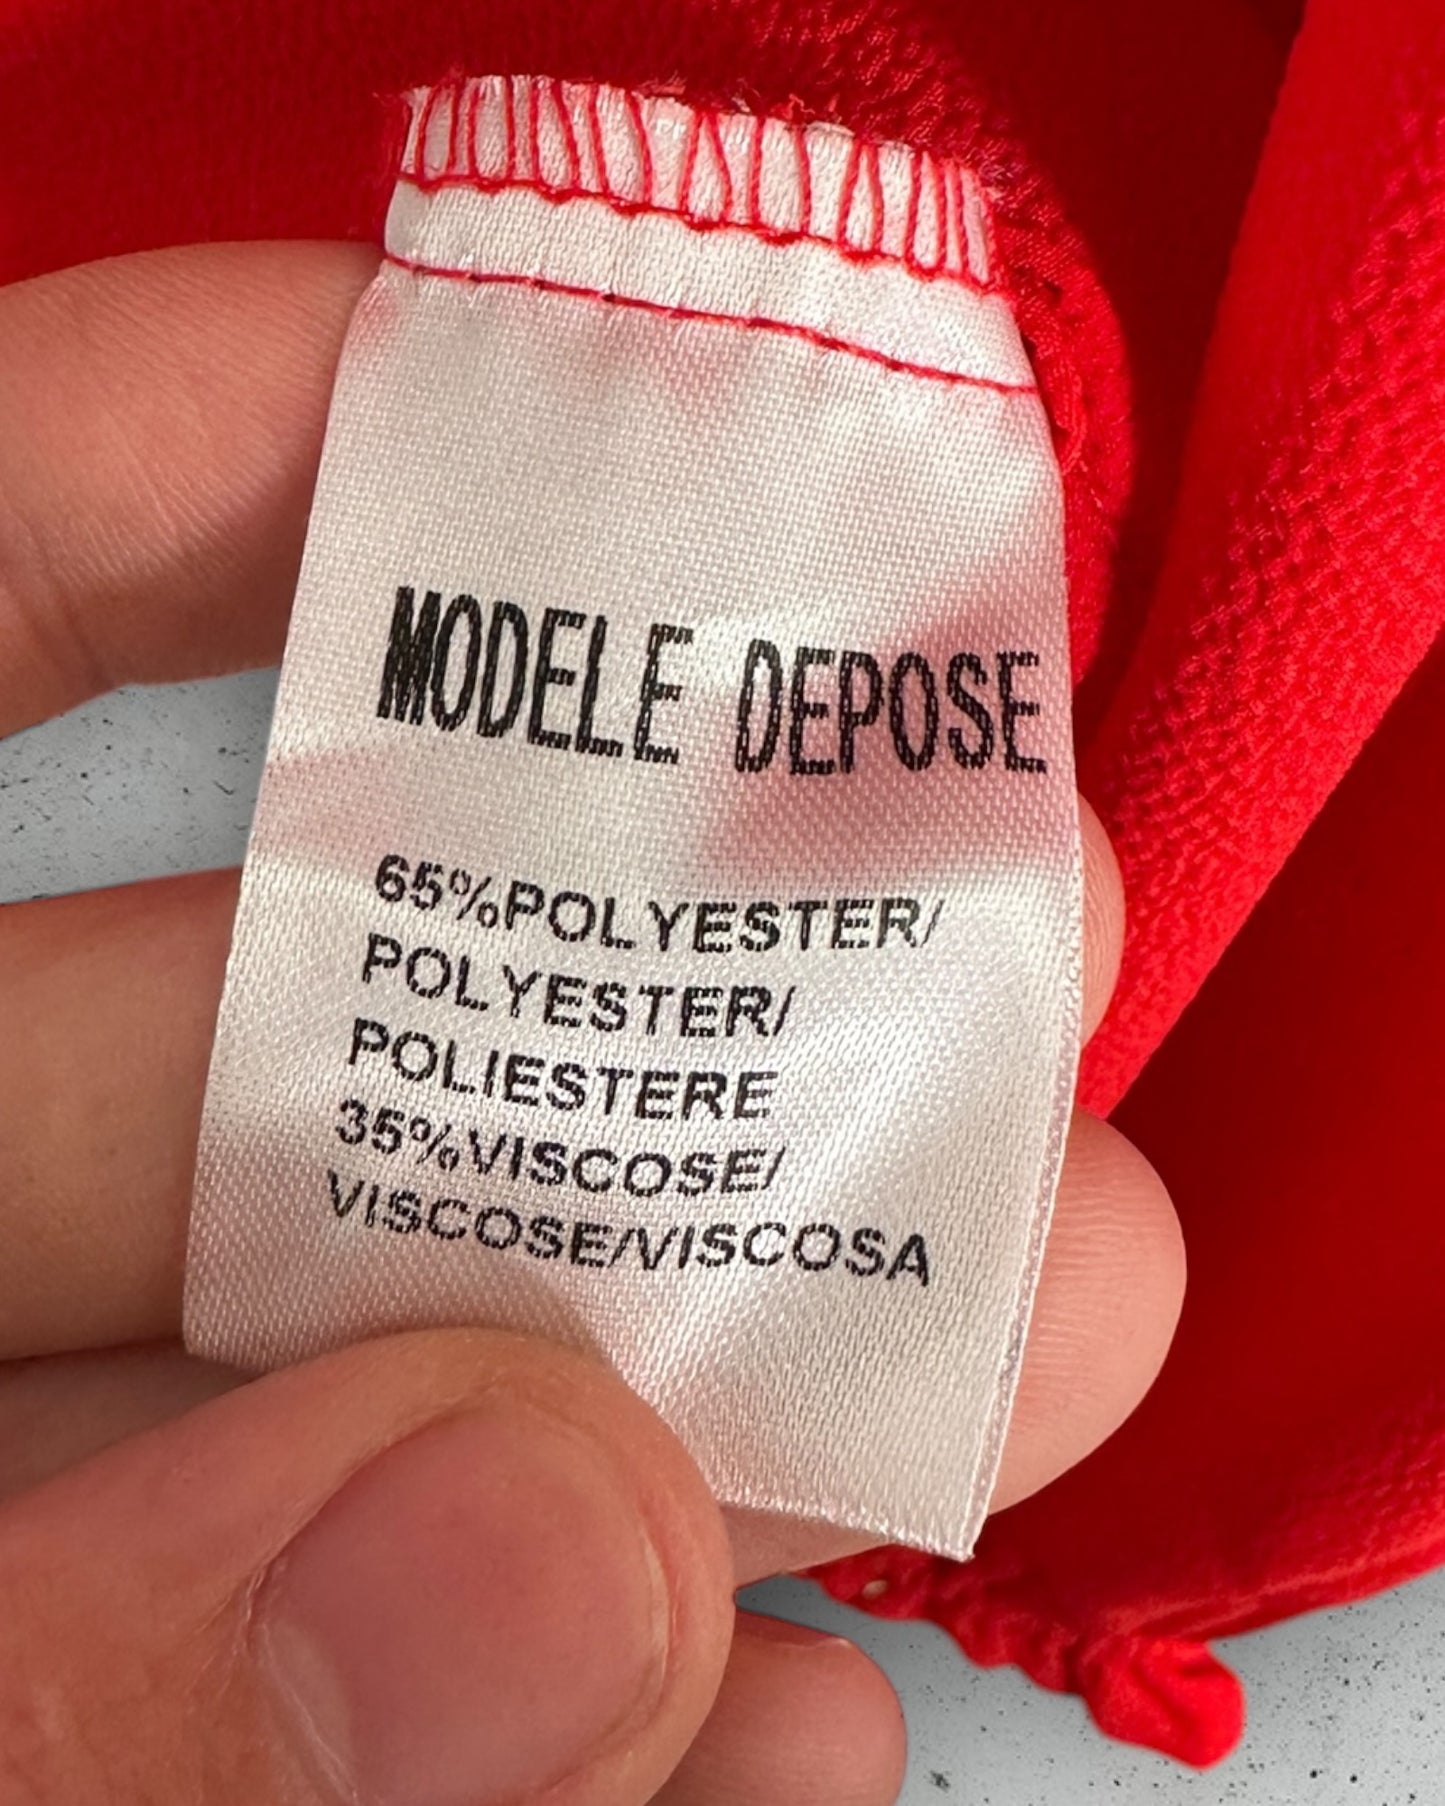 MODELE DEPOSE
65%POLYESTER/
POLYESTER/
POLIESTERE
35%VISCOSE/
VISCOSE/VISCOSA